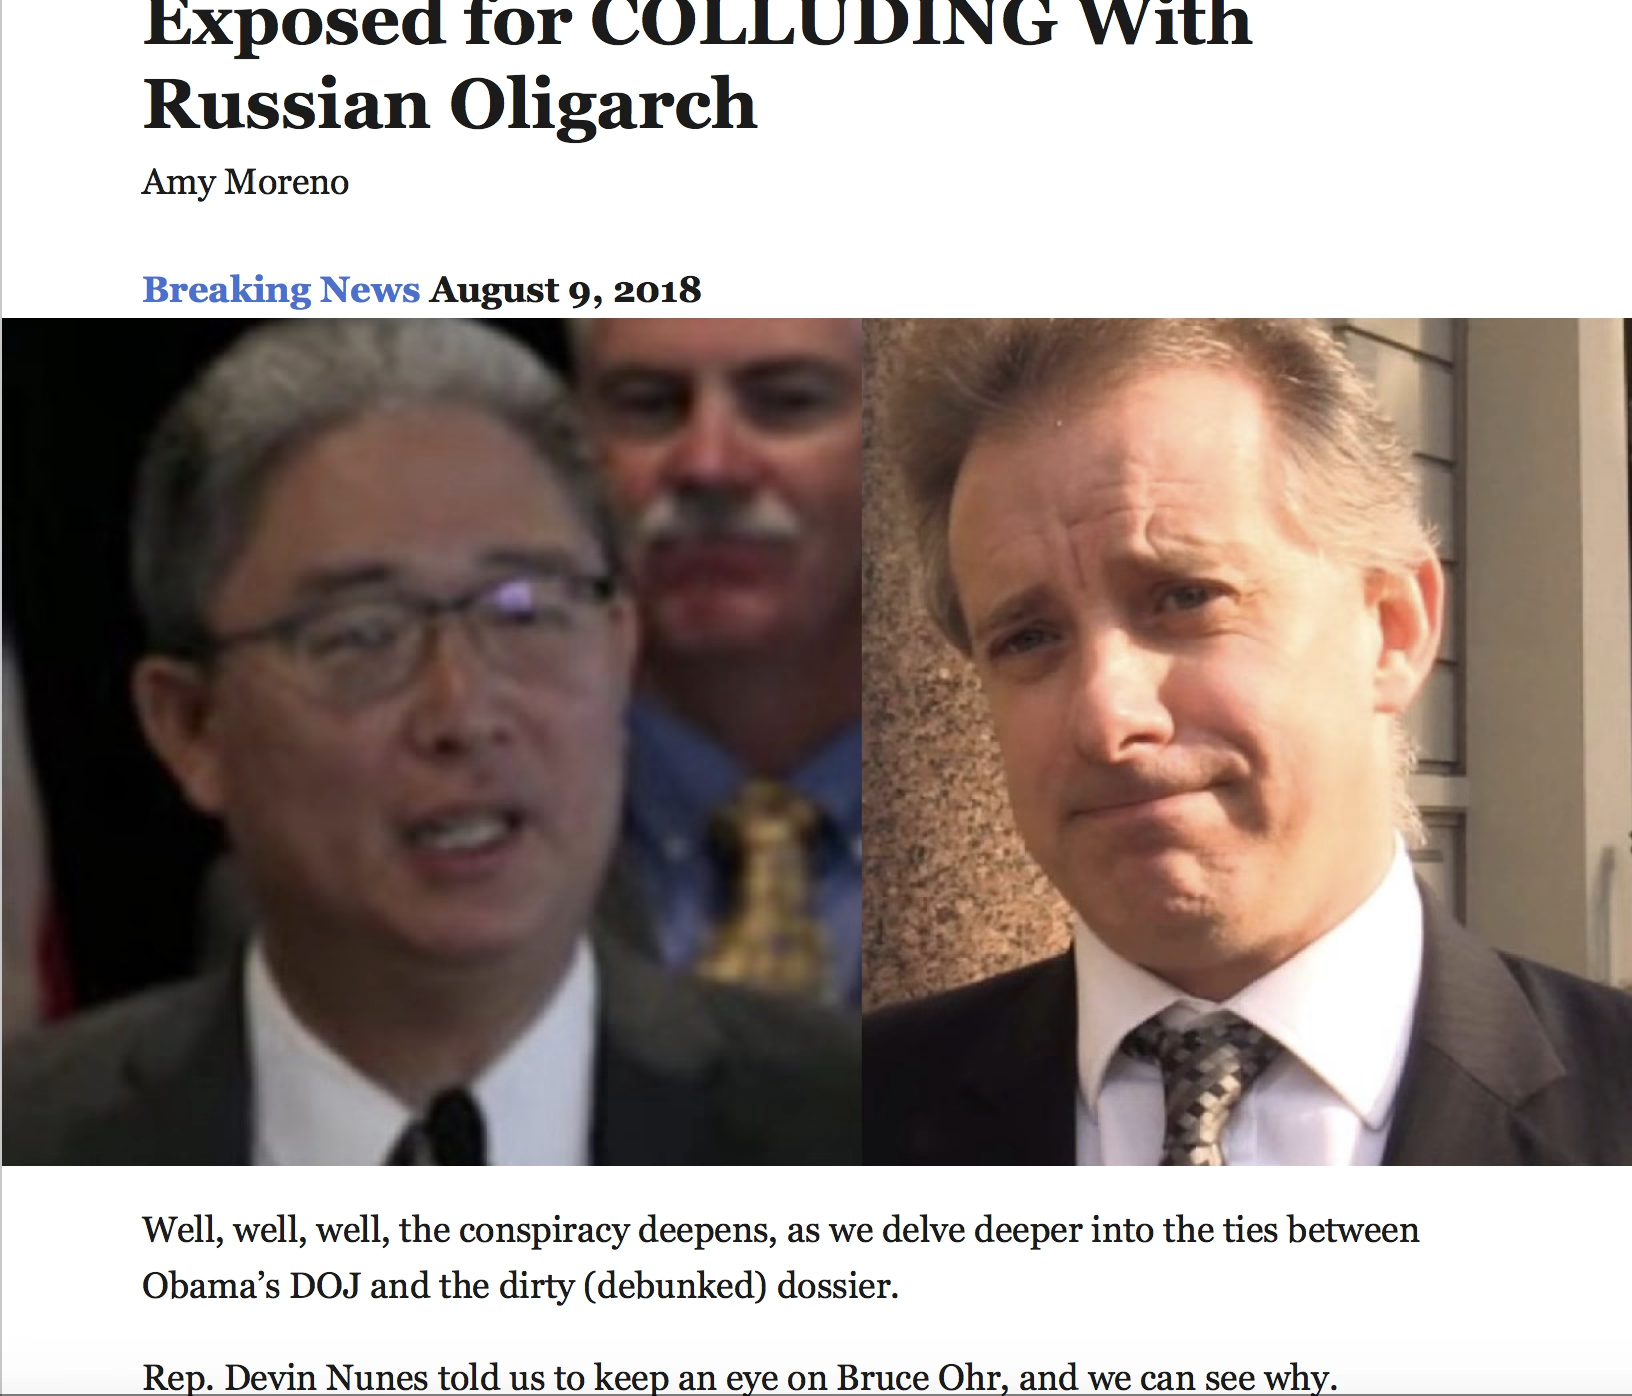 Exposed for COLLUDING With
Russian Oligarch
Amy Moreno
Breaking News August 9, 2018
Well, well, well, the conspiracy deepens, as we delve deeper into the ties between
Obama’s DOJ and the dirty (debunked) dossier.
Rep. Devin Nunes told us to keep an eye on Bruce Ohr, and we can see why.